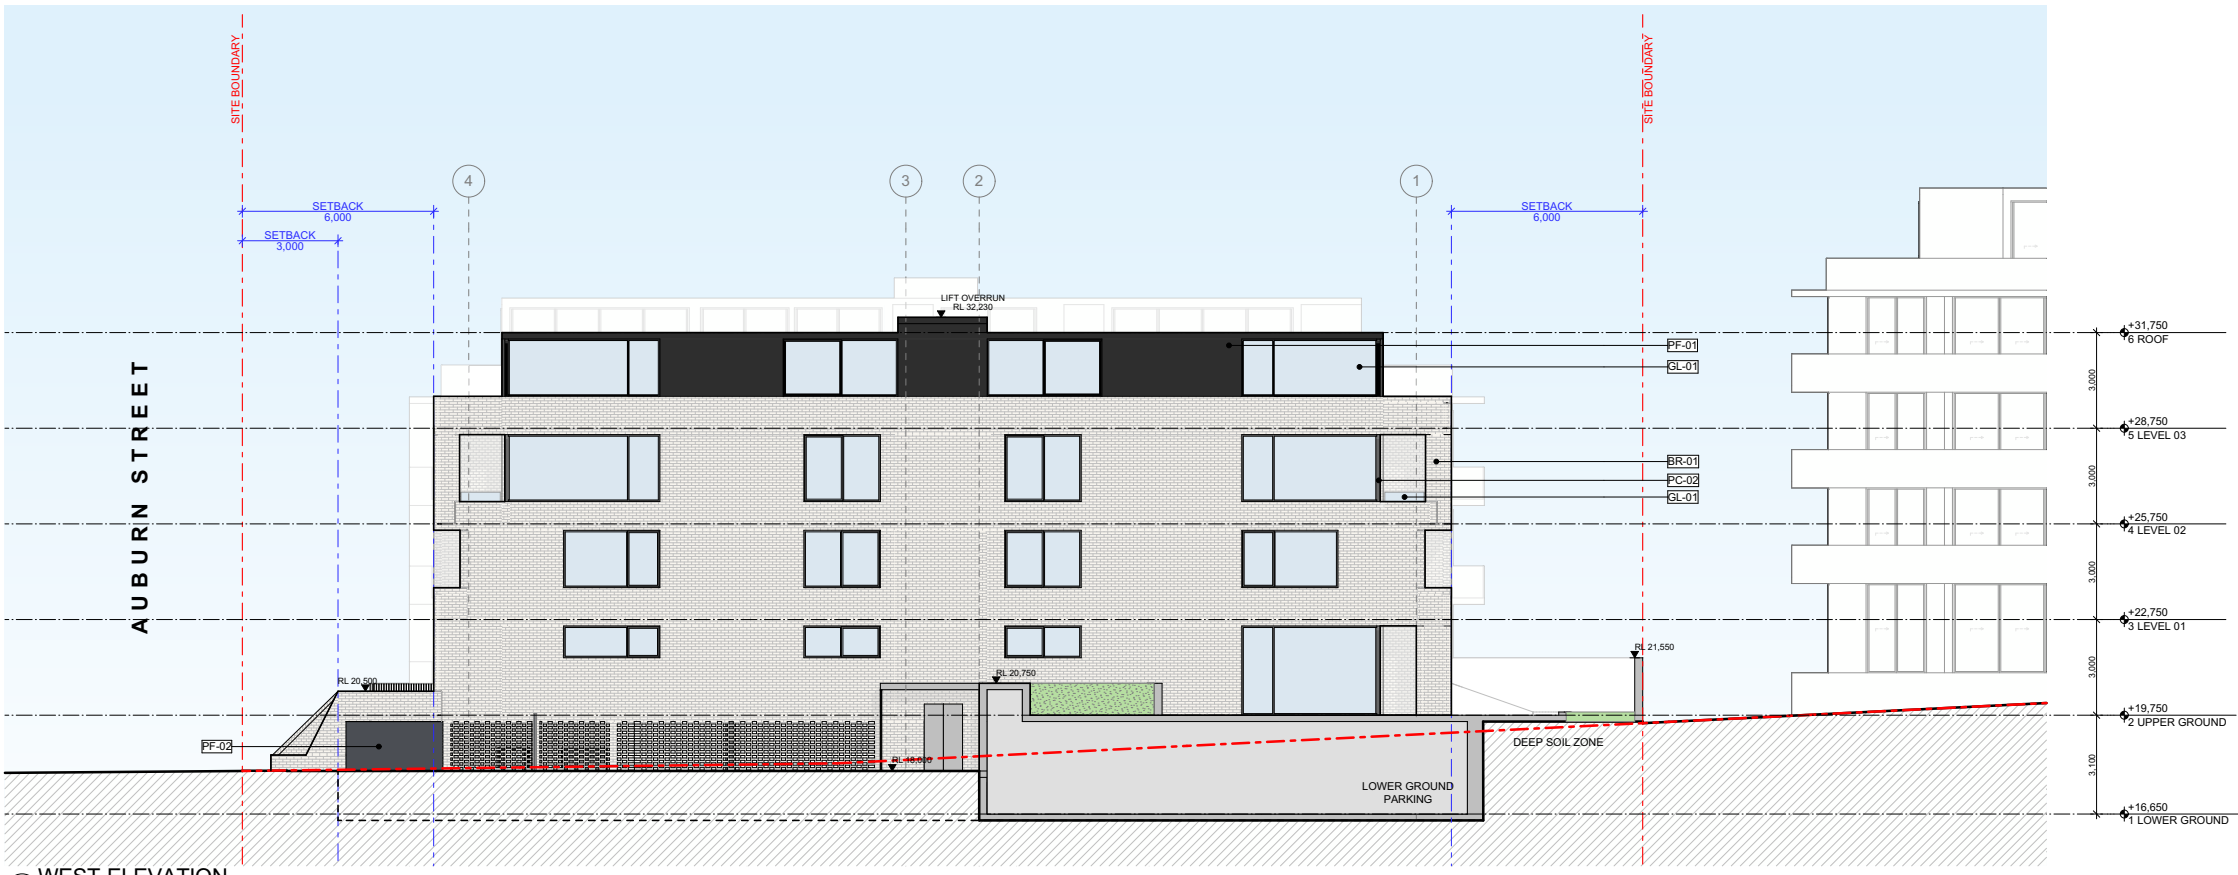 SITE BOUNDARY
SITE BOUNDARY
4
3
2
1
SETBACK
6,000
SETBACK
3,000
SETBACK
6,000
LIFT OVERRUN
RL 32,230
AUBURN STREET
PF-01
GL-01
BR-01
PC-02
GL-01
+31,750
6 ROOF
3,000
+28,750
5 LEVEL 03
3,000
+25,750
4 LEVEL 02
3,000
+22,750
3 LEVEL 01
3,000
+19,750
2 UPPER GROUND
3,100
+16,650
1 LOWER GROUND
RL 21,550
RL 20,500
RL 20,750
PF-02
DEEP SOIL ZONE
LOWER GROUND
PARKING
WEST ELEVATION